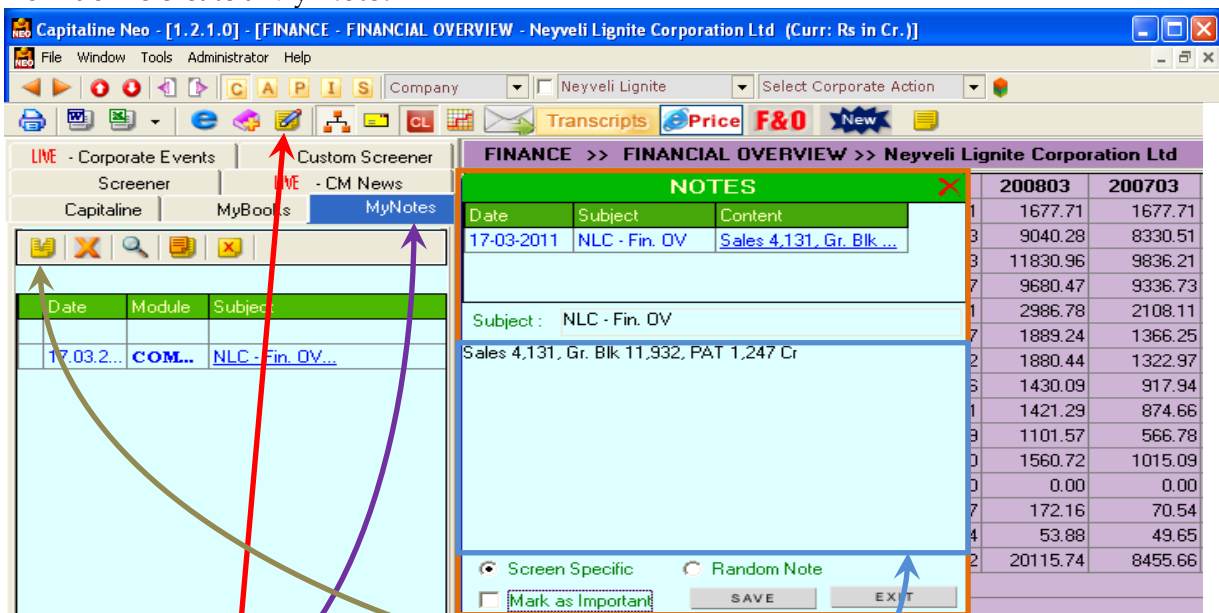 Capitaline Neo - [1.2.1.0] - [FINANCE - FINANCIAL OVERVIEW - Neyveli Lignite Corporation Ltd (Curr: Rs in Cr.)]
File Window Tools Administrator Help
C A P I S Company Neyveli Lignite Select Corporate Action
CL Transcripts Price F&O New
LIVE - Corporate Events Custom Screener
FINANCE >> FINANCIAL OVERVIEW >> Neyveli Lignite Corporation Ltd
Screener - CM News
Capitaline MyBooks MyNotes
NOTES
Date Subject Content
17-03-2011 NLC - Fin. OV Sales 4,131, Gr. Blk ...
Subject : NLC - Fin. OV
Sales 4,131, Gr. Blk 11,932, PAT 1,247 Cr
Screen Specific Random Note
Mark as Important SAVE EXIT
Date Module Subject
17.03.2... COM... NLC - Fin. OV...
200803 200703
1677.71 1677.71
9040.28 8330.51
11830.96 9836.21
9680.47 9336.73
2986.78 2108.11
1889.24 1366.25
1880.44 1322.97
1430.09 917.94
1421.29 874.66
1101.57 566.78
1560.72 1015.09
0.00 0.00
172.16 70.54
53.88 49.65
20115.74 8455.66